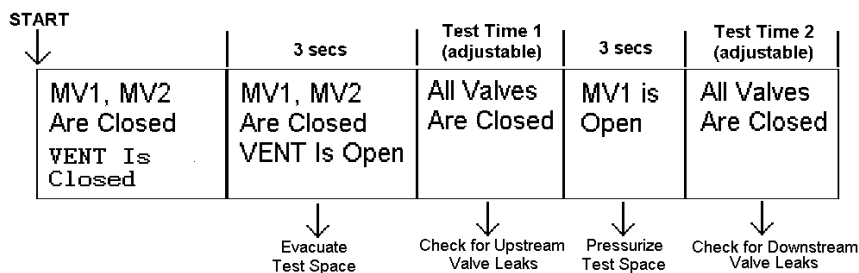 START
3 secs
Test Time 1
(adjustable)
3 secs
Test Time 2
(adjustable)
MV1, MV2
Are Closed
VENT Is
Closed
MV1, MV2
Are Closed
VENT Is Open
All Valves
Are Closed
MV1 is
Open
All Valves
Are Closed
Evacuate
Test Space
Check for Upstream
Valve Leaks
Pressurize
Test Space
Check for Downstream
Valve Leaks